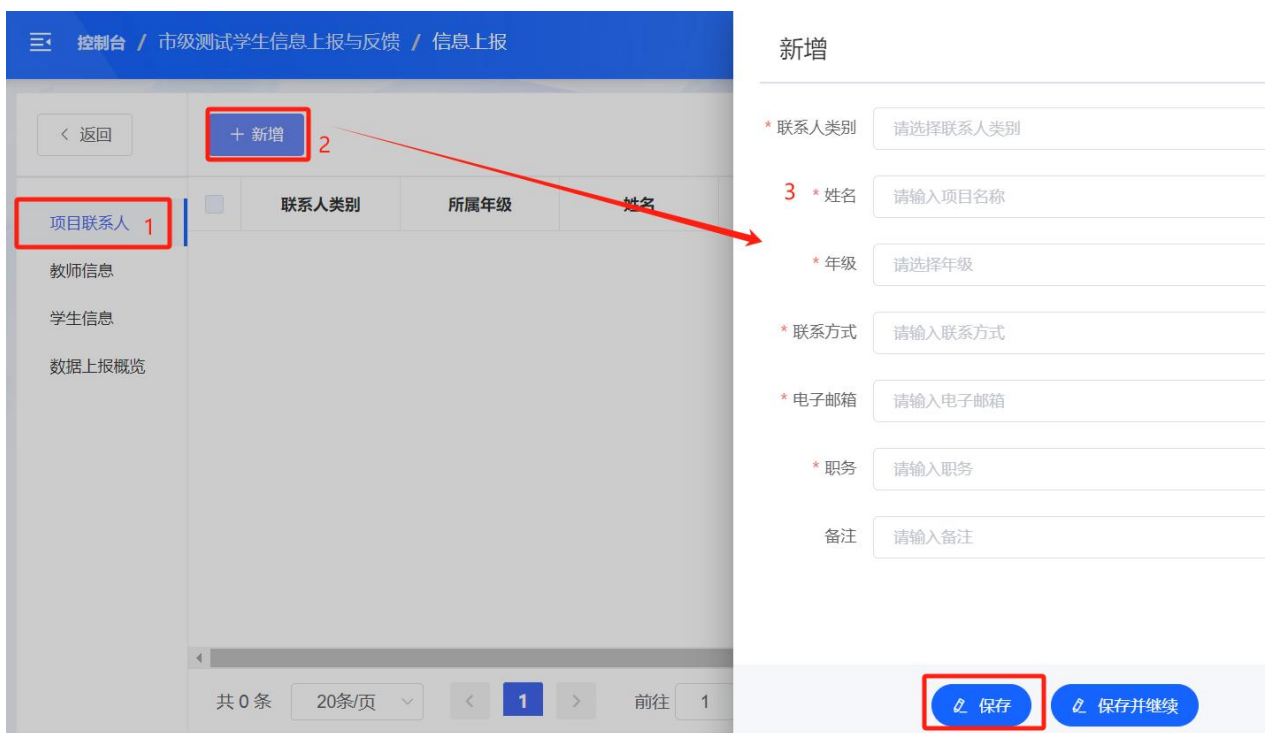 控制台 / 市级测试学生信息上报与反馈 / 信息上报
< 返回
+ 新增
2
项目联系人 1
教师信息
学生信息
数据上报概览
联系人类别 所属年级 姓名
共 0 条 20条/页 < 1 > 前往 1
新增
* 联系人类别 请选择联系人类别
3 * 姓名 请输入项目名称
* 年级 请选择年级
* 联系方式 请输入联系方式
* 电子邮箱 请输入电子邮箱
* 职务 请输入职务
备注 请输入备注
保存 保存并继续